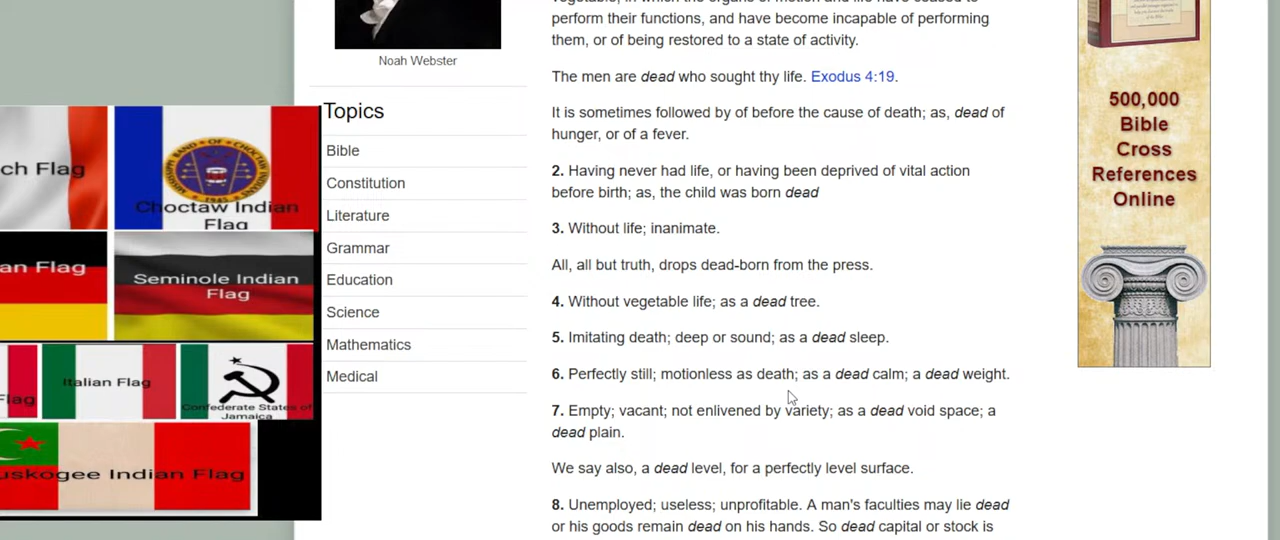 vegetable, in which the organs of motion and life have ceased to
perform their functions, and have become incapable of performing
them, or of being restored to a state of activity.
The men are dead who sought thy life. Exodus 4:19.
It is sometimes followed by of before the cause of death; as, dead of
hunger, or of a fever.
2. Having never had life, or having been deprived of vital action
before birth; as, the child was born dead
3. Without life; inanimate.
All, all but truth, drops dead-born from the press.
4. Without vegetable life; as a dead tree.
5. Imitating death; deep or sound; as a dead sleep.
6. Perfectly still; motionless as death; as a dead calm; a dead weight.
7. Empty; vacant; not enlivened by variety; as a dead void space; a
dead plain.
We say also, a dead level, for a perfectly level surface.
8. Unemployed; useless; unprofitable. A man's faculties may lie dead
or his goods remain dead on his hands. So dead capital or stock is
Noah Webster
Topics
Bible
Constitution
Literature
Grammar
Education
Science
Mathematics
Medical
ch Flag
MISSISSIPPI BAND OF CHOCTAW INDIANS
1945
Choctaw Indian
Flag
an Flag
Seminole Indian
Flag
Flag
Italian Flag
Confederate States of
Jamaica
uskogee Indian Flag
500,000
Bible
Cross
References
Online